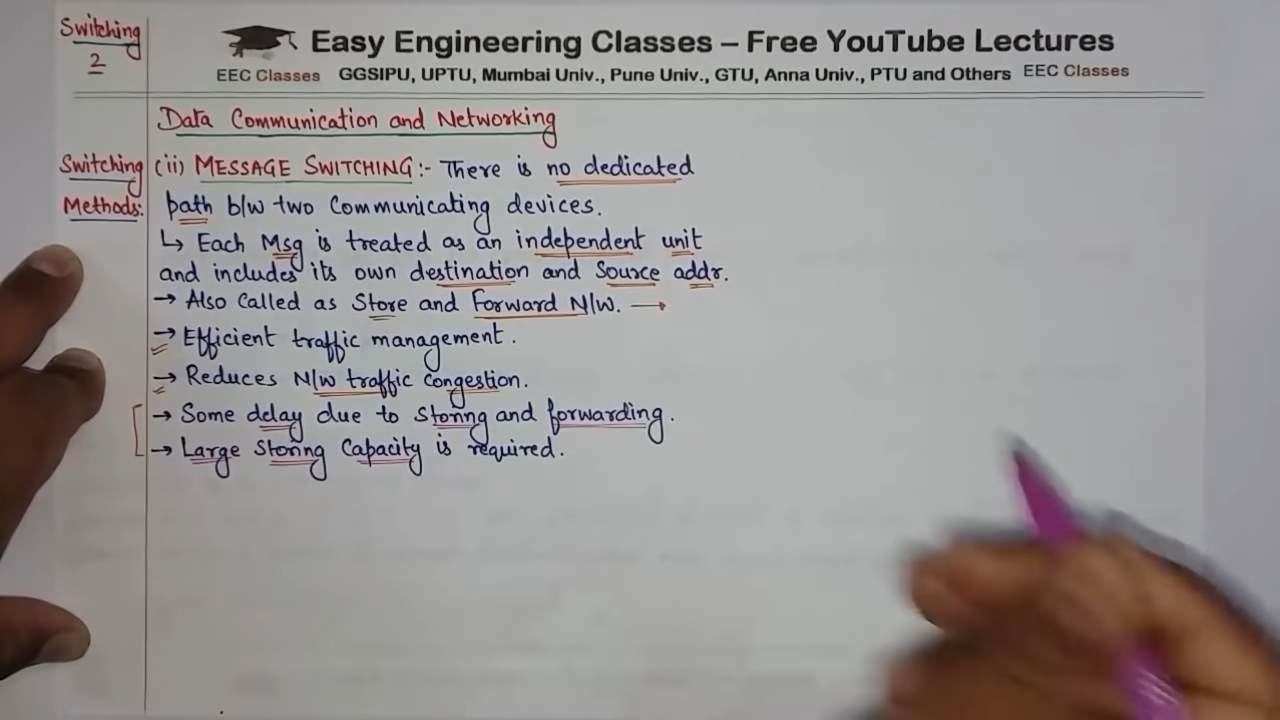 Switching
2
Easy Engineering Classes – Free YouTube Lectures
EEC Classes GGSIPU, UPTU, Mumbai Univ., Pune Univ., GTU, Anna Univ., PTU and Others EEC Classes
Data Communication and Networking
Switching Methods:
(ii) MESSAGE SWITCHING:- There is no dedicated
path b/w two Communicating devices.
↳ Each Msg is treated as an independent unit
and includes its own destination and Source addr.
→ Also Called as Store and Forward N/W. →
→ Efficient traffic management.
→ Reduces N/W traffic Congestion.
→ Some delay due to Storing and forwarding.
→ Large Storing Capacity is required.